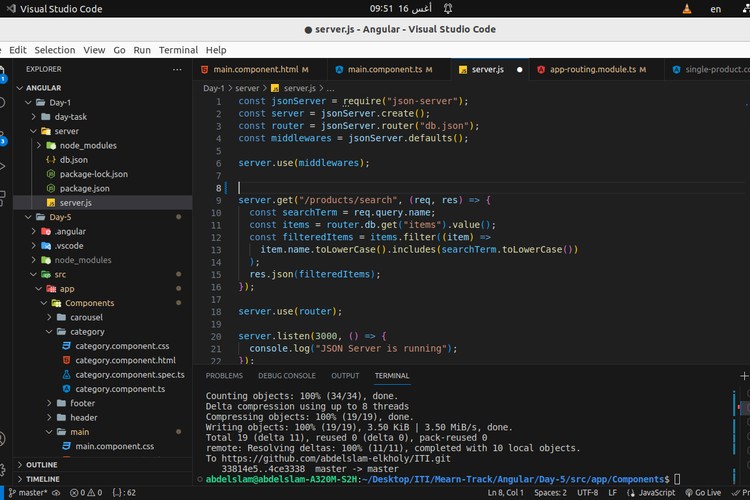 Visual Studio Code
09:51 16 أغس
en
● server.js - Angular - Visual Studio Code
Edit Selection View Go Run Terminal Help
EXPLORER ...
main.component.html M
main.component.ts M
server.js ●
app-routing.module.ts M
single-product.c
ANGULAR
Day-1 > server > server.js > ...
Day-1
day-task
server
node_modules
db.json
package-lock.json
package.json
server.js
Day-5
.angular
.vscode
node_modules
src
app
Components
carousel
category
category.component.css
category.component.html
category.component.spec.ts
category.component.ts
footer
header
main
main.component.css
OUTLINE
TIMELINE
1 const jsonServer = require("json-server");
2 const server = jsonServer.create();
3 const router = jsonServer.router("db.json");
4 const middlewares = jsonServer.defaults();
5
6 server.use(middlewares);
7
8
9 server.get("/products/search", (req, res) => {
10 const searchTerm = req.query.name;
11 const items = router.db.get("items").value();
12 const filteredItems = items.filter((item) =>
13 item.name.toLowerCase().includes(searchTerm.toLowerCase())
14 );
15 res.json(filteredItems);
16 });
17
18 server.use(router);
19
20 server.listen(3000, () => {
21 console.log("JSON Server is running");
22 });
PROBLEMS DEBUG CONSOLE OUTPUT TERMINAL
Counting objects: 100% (34/34), done.
Delta compression using up to 8 threads
Compressing objects: 100% (19/19), done.
Writing objects: 100% (19/19), 3.50 KiB | 3.50 MiB/s, done.
Total 19 (delta 11), reused 0 (delta 0), pack-reused 0
remote: Resolving deltas: 100% (11/11), completed with 10 local objects.
To https://github.com/abdelslam-elkholy/ITI.git
33814e5..4ce3338 master -> master
abdelslam@abdelslam-A320M-S2H:~/Desktop/ITI/Mearn-Track/Angular/Day-5/src/app/Components$
master* 0 0 {..}: 62 Ln 8, Col 1 Spaces: 2 UTF-8 LF JavaScript Go Live